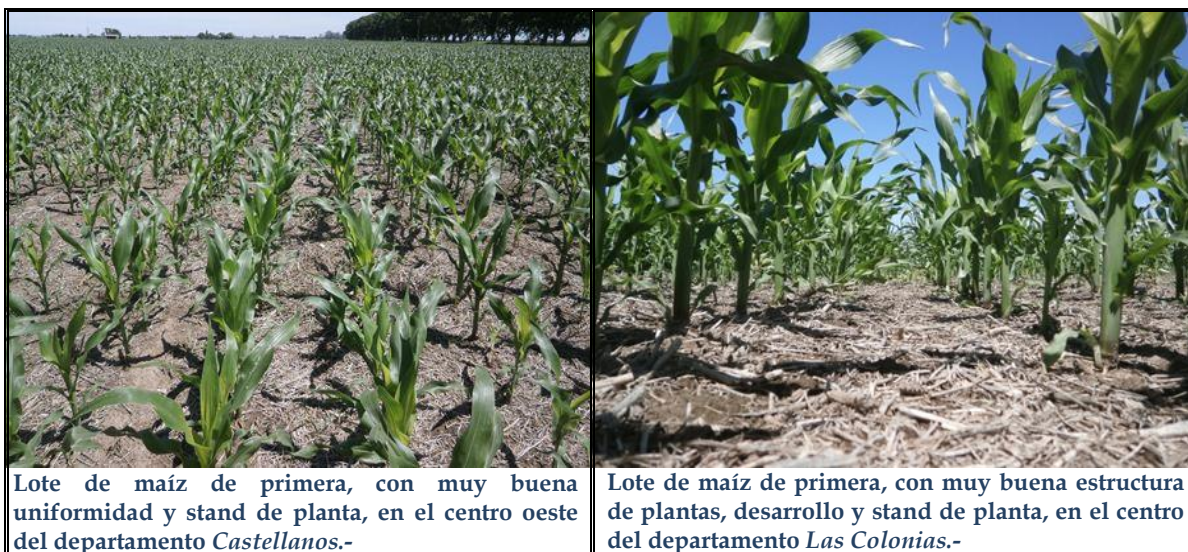 Lote de maíz de primera, con muy buena
uniformidad y stand de planta, en el centro oeste
del departamento Castellanos.-
Lote de maíz de primera, con muy buena estructura
de plantas, desarrollo y stand de planta, en el centro
del departamento Las Colonias.-